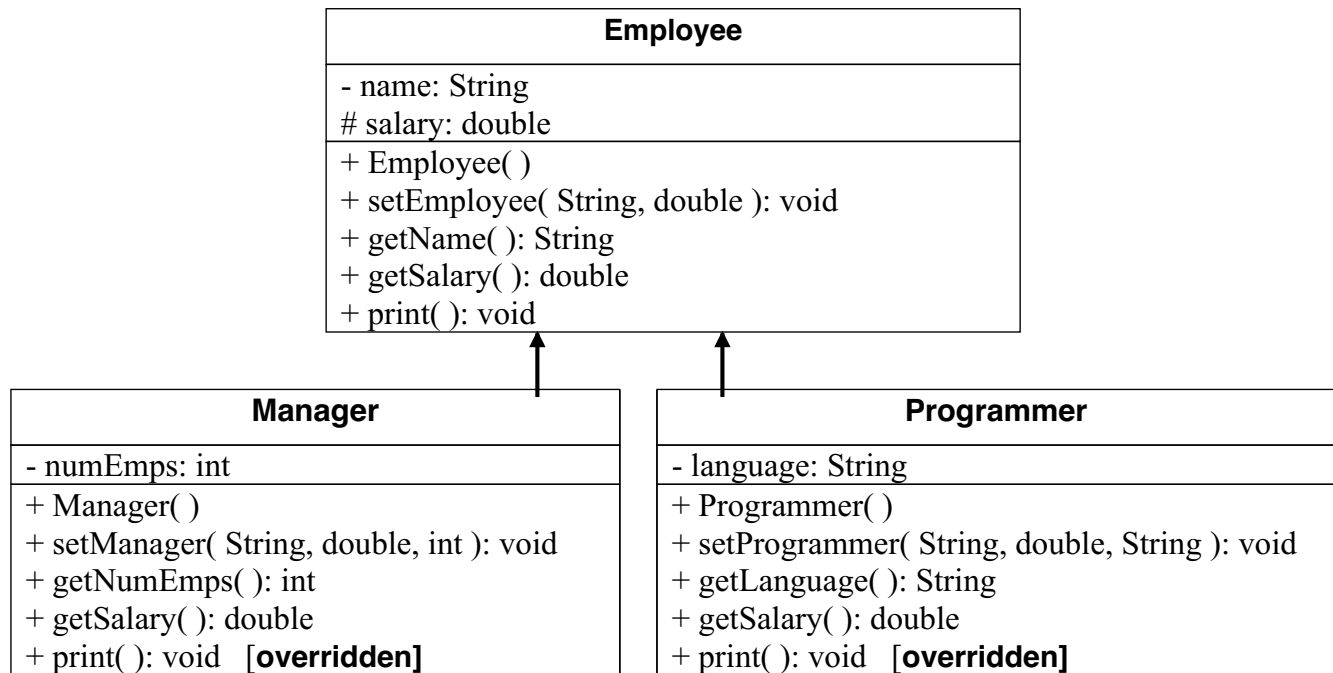 Employee
- name: String
# salary: double
+ Employee( )
+ setEmployee( String, double ): void
+ getName( ): String
+ getSalary( ): double
+ print( ): void
Manager
- numEmps: int
+ Manager( )
+ setManager( String, double, int ): void
+ getNumEmps( ): int
+ getSalary( ): double
+ print( ): void [overridden]
Programmer
- language: String
+ Programmer( )
+ setProgrammer( String, double, String ): void
+ getLanguage( ): String
+ getSalary( ): double
+ print( ): void [overridden]